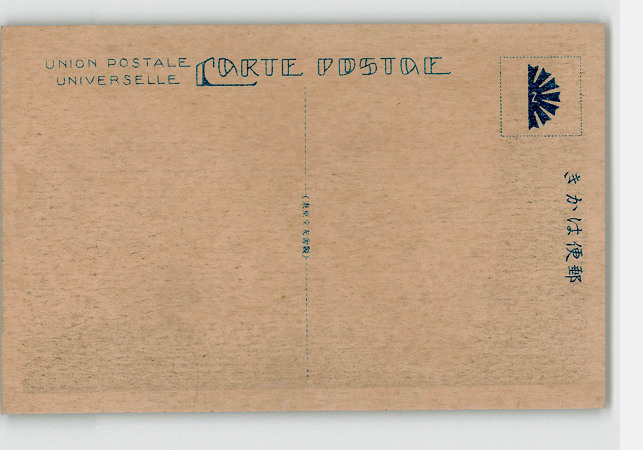 UNION POSTALE
UNIVERSELLE
CARTE POSTALE
きかは便郵